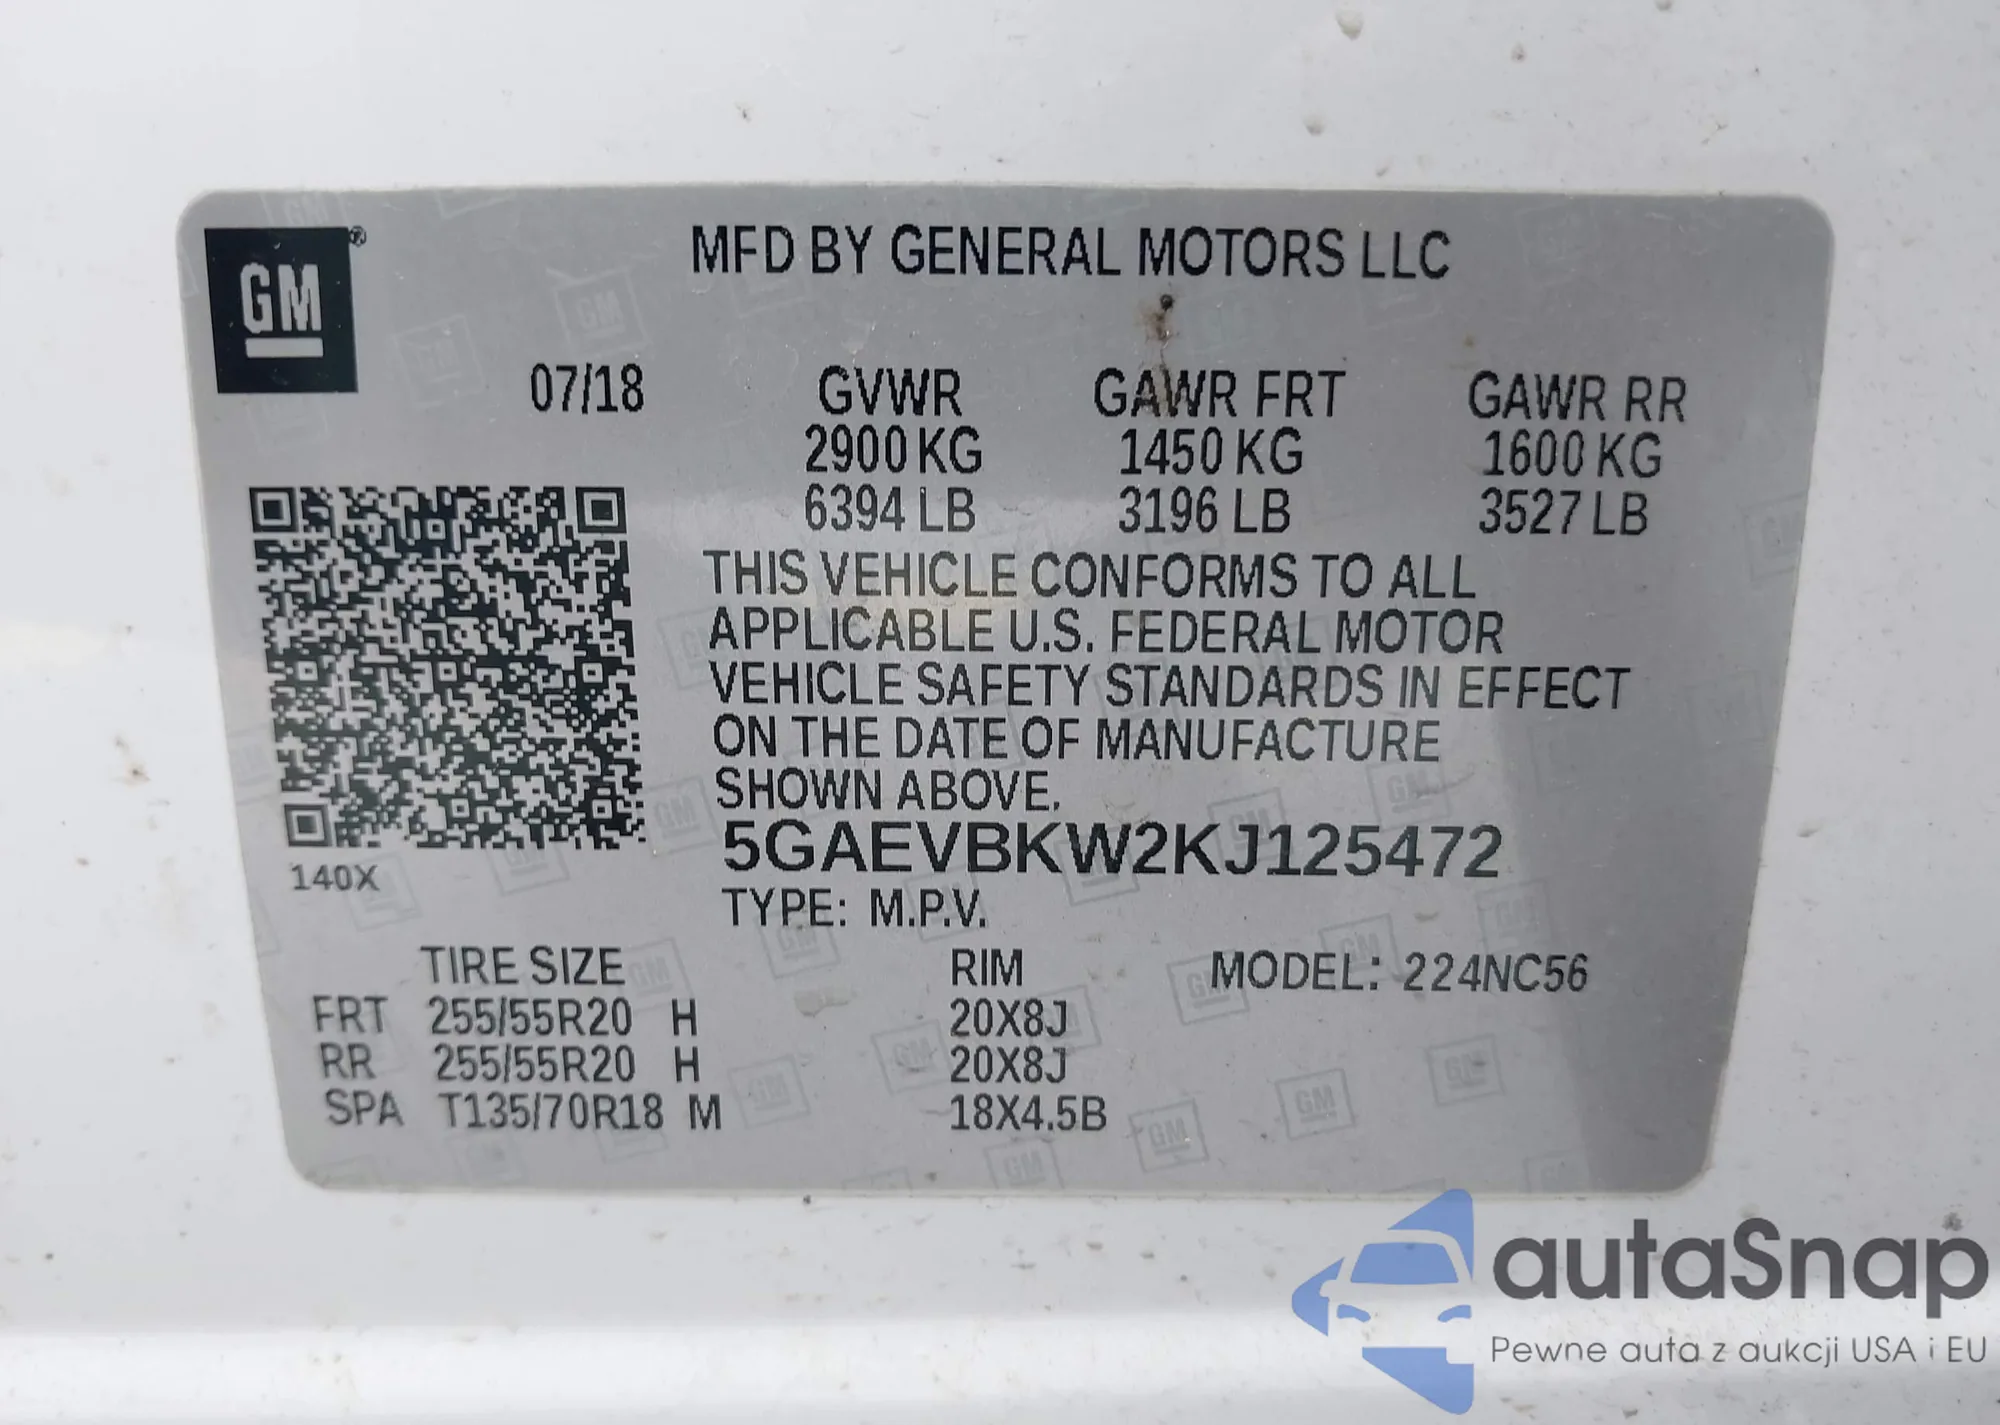 GM®
MFD BY GENERAL MOTORS LLC
07/18 GVWR GAWR FRT GAWR RR
2900 KG 1450 KG 1600 KG
6394 LB 3196 LB 3527 LB
THIS VEHICLE CONFORMS TO ALL
APPLICABLE U.S. FEDERAL MOTOR
VEHICLE SAFETY STANDARDS IN EFFECT
ON THE DATE OF MANUFACTURE
SHOWN ABOVE.
5GAEVBKW2KJ125472
140X
TYPE: M.P.V.
TIRE SIZE RIM MODEL: 224NC56
FRT 255/55R20 H 20X8J
RR 255/55R20 H 20X8J
SPA T135/70R18 M 18X4.5B
autaSnap
Pewne auta z aukcji USA i EU